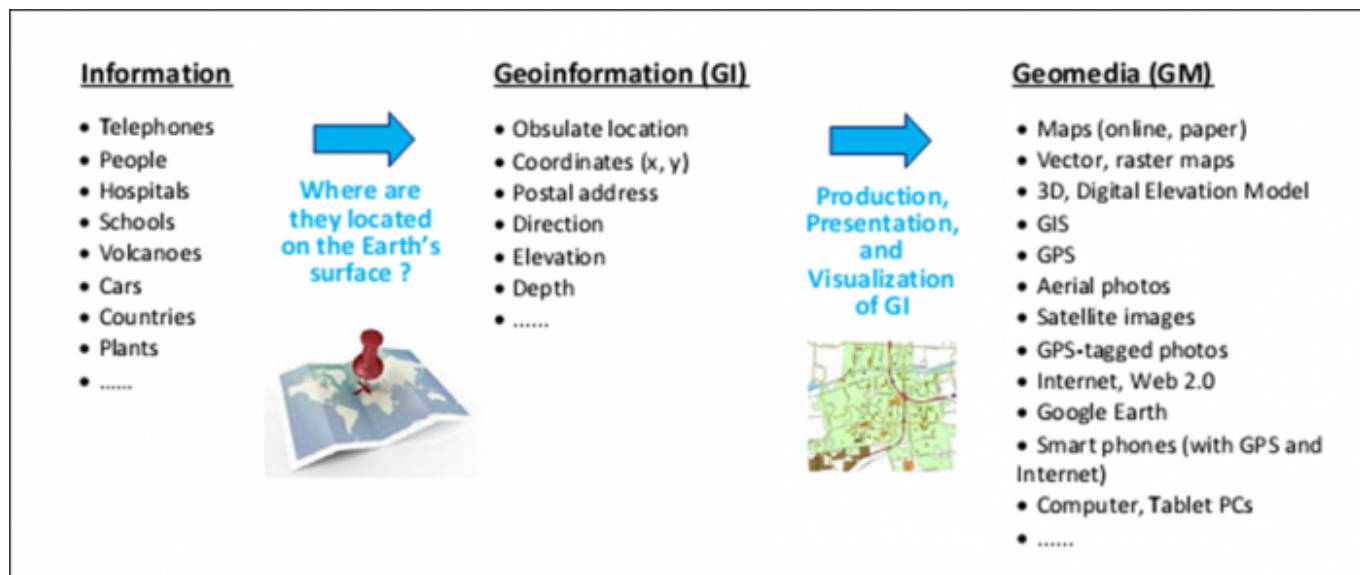 Information
• Telephones
• People
• Hospitals
• Schools
• Volcanoes
• Cars
• Countries
• Plants
• ......
Where are
they located
on the Earth's
surface ?
Geoinformation (GI)
• Obsulate location
• Coordinates (x, y)
• Postal address
• Direction
• Elevation
• Depth
• ......
Production,
Presentation,
and
Visualization
of GI
Geomedia (GM)
• Maps (online, paper)
• Vector, raster maps
• 3D, Digital Elevation Model
• GIS
• GPS
• Aerial photos
• Satellite images
• GPS-tagged photos
• Internet, Web 2.0
• Google Earth
• Smart phones (with GPS and
Internet)
• Computer, Tablet PCs
• ......